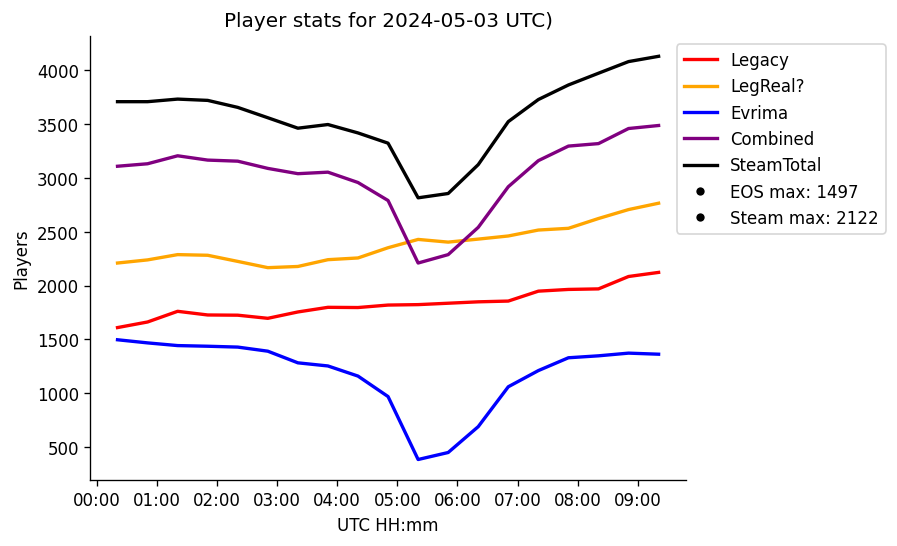 Player stats for 2024-05-03 UTC)
Players
4000
3500
3000
2500
2000
1500
1000
500
00:00 01:00 02:00 03:00 04:00 05:00 06:00 07:00 08:00 09:00
UTC HH:mm
Legacy
LegReal?
Evrima
Combined
SteamTotal
EOS max: 1497
Steam max: 2122